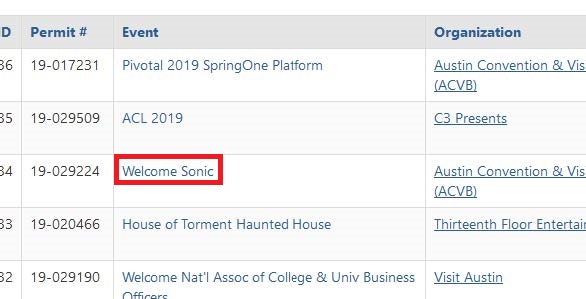 ID Permit # Event Organization
36 19-017231 Pivotal 2019 SpringOne Platform Austin Convention & Vis
(ACVB)
35 19-029509 ACL 2019 C3 Presents
34 19-029224 Welcome Sonic Austin Convention & Vis
(ACVB)
33 19-020466 House of Torment Haunted House Thirteenth Floor Entertai
32 19-029190 Welcome Nat'l Assoc of College & Univ Business Visit Austin
Officers